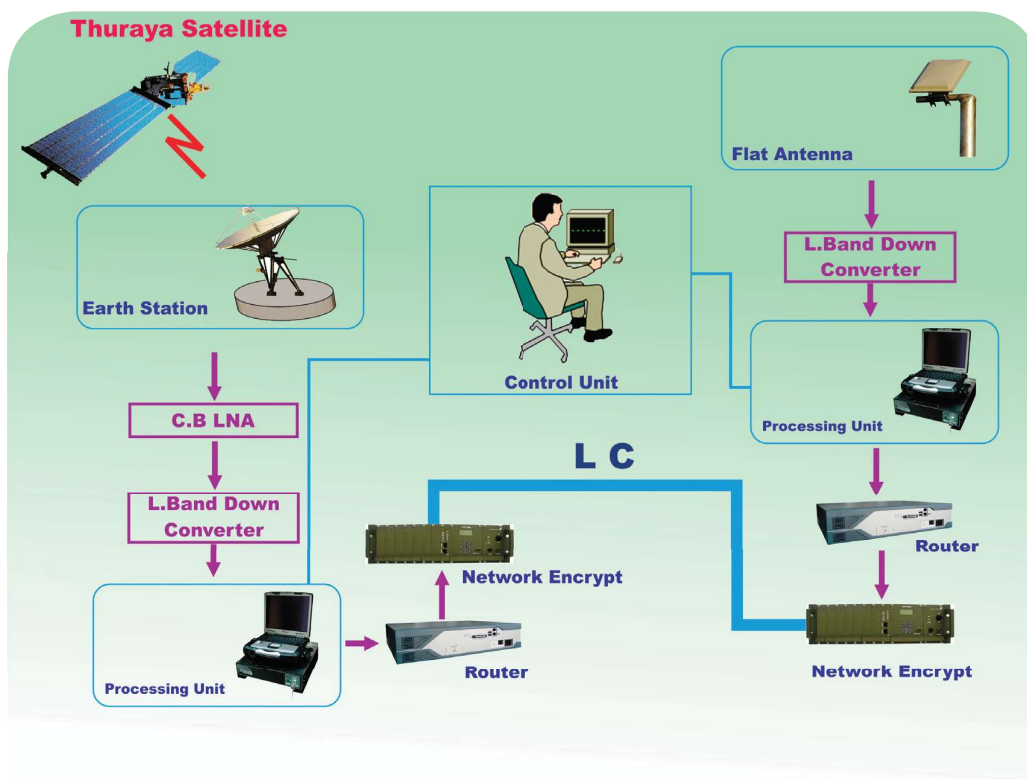 Thuraya Satellite
Flat Antenna
L.Band Down
Converter
Earth Station
Control Unit
Processing Unit
C.B LNA
L C
L.Band Down
Converter
Router
Network Encrypt
Network Encrypt
Router
Processing Unit